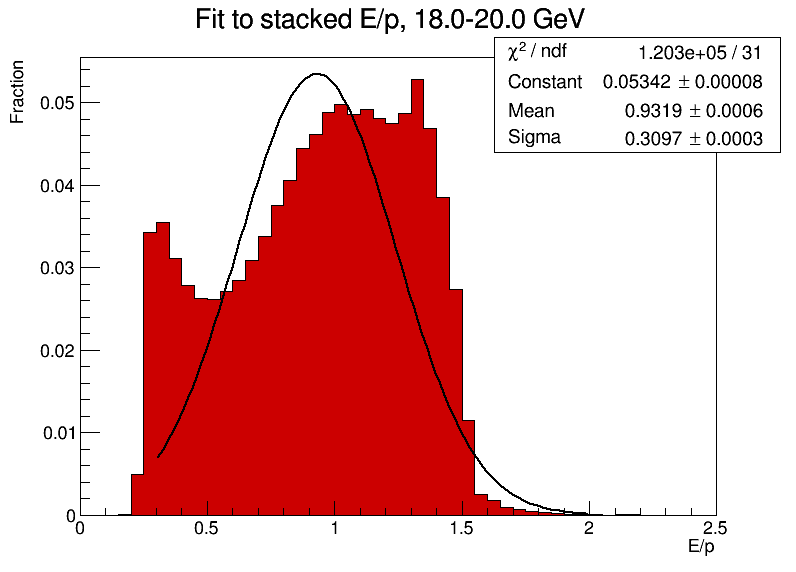 Fit to stacked E/p, 18.0-20.0 GeV
χ² / ndf 1.203e+05 / 31
Constant 0.05342 ± 0.00008
Mean 0.9319 ± 0.0006
Sigma 0.3097 ± 0.0003
Fraction
0.05
0.04
0.03
0.02
0.01
0
0 0.5 1 1.5 2 2.5
E/p